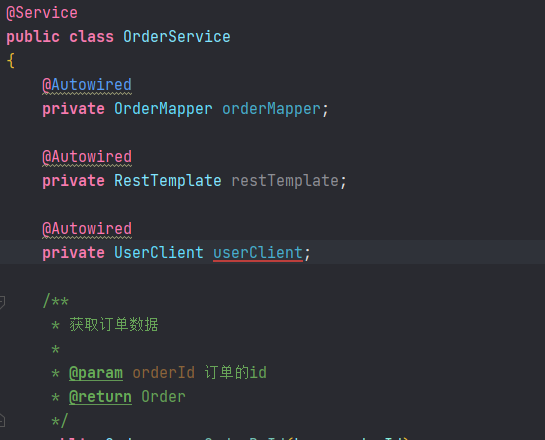 @Service
public class OrderService
{
    @Autowired
    private OrderMapper orderMapper;

    @Autowired
    private RestTemplate restTemplate;

    @Autowired
    private UserClient userClient;

    /**
     * 获取订单数据
     *
     * @param orderId 订单的id
     * @return Order
     */